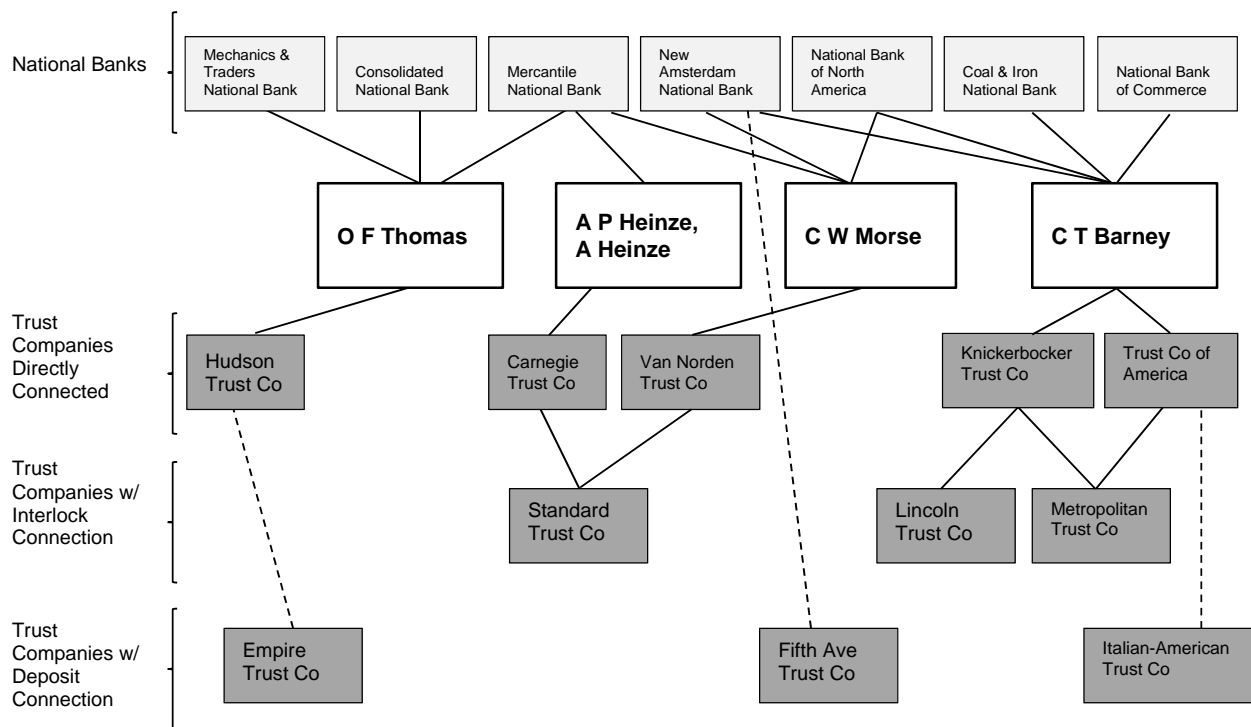 National Banks
Mechanics &
Traders
National Bank
Consolidated
National Bank
Mercantile
National Bank
New
Amsterdam
National Bank
National Bank
of North
America
Coal & Iron
National Bank
National Bank
of Commerce
O F Thomas
A P Heinze,
A Heinze
C W Morse
C T Barney
Trust
Companies
Directly
Connected
Hudson
Trust Co
Carnegie
Trust Co
Van Norden
Trust Co
Knickerbocker
Trust Co
Trust Co of
America
Trust
Companies w/
Interlock
Connection
Standard
Trust Co
Lincoln
Trust Co
Metropolitan
Trust Co
Trust
Companies w/
Deposit
Connection
Empire
Trust Co
Fifth Ave
Trust Co
Italian-American
Trust Co